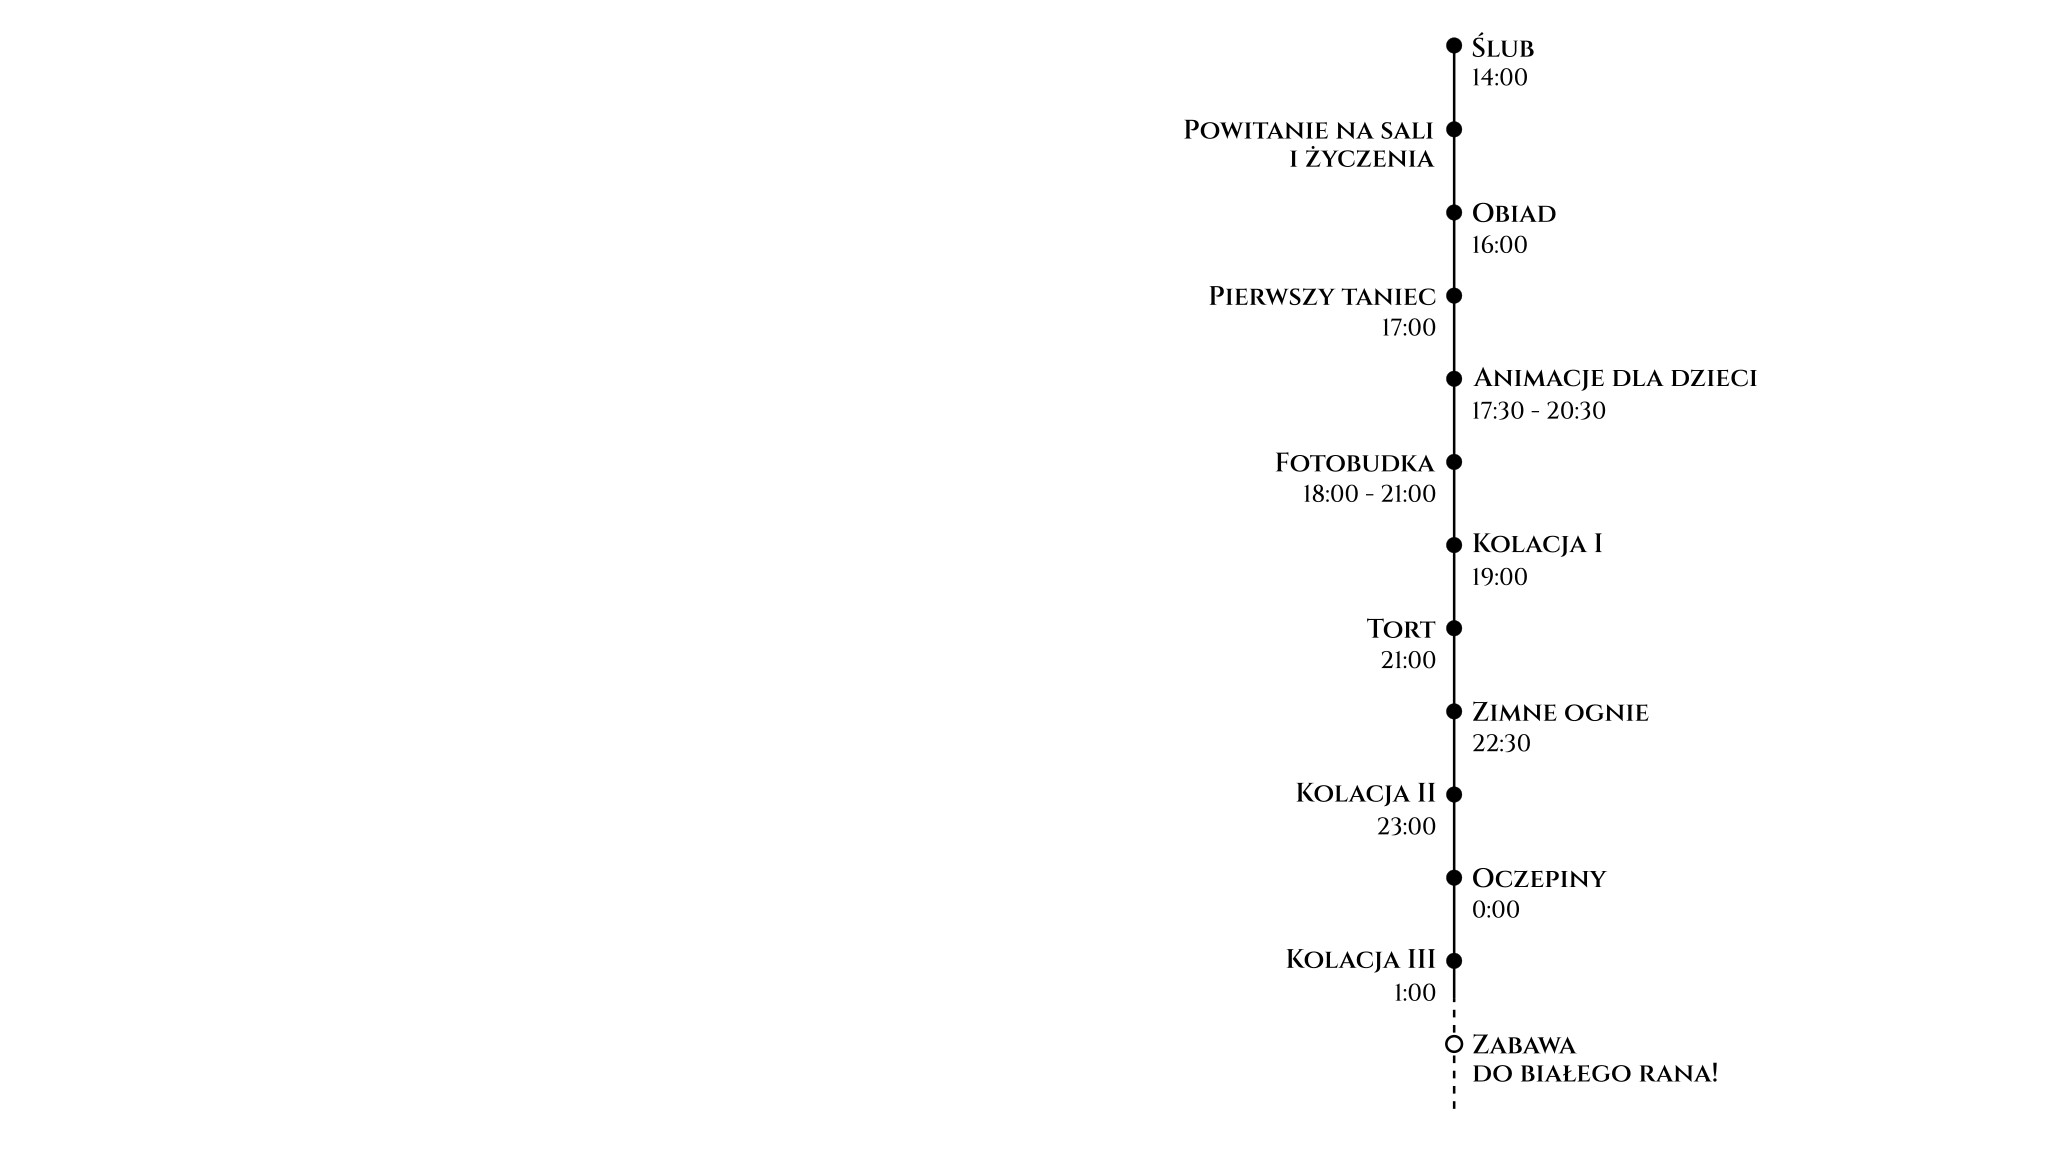 Ślub
14:00
Powitanie na sali
i życzenia
Obiad
16:00
Pierwszy taniec
17:00
Animacje dla dzieci
17:30 - 20:30
Fotobudka
18:00 - 21:00
Kolacja I
19:00
Tort
21:00
Zimne ognie
22:30
Kolacja II
23:00
Oczepiny
0:00
Kolacja III
1:00
Zabawa
do białego rana!